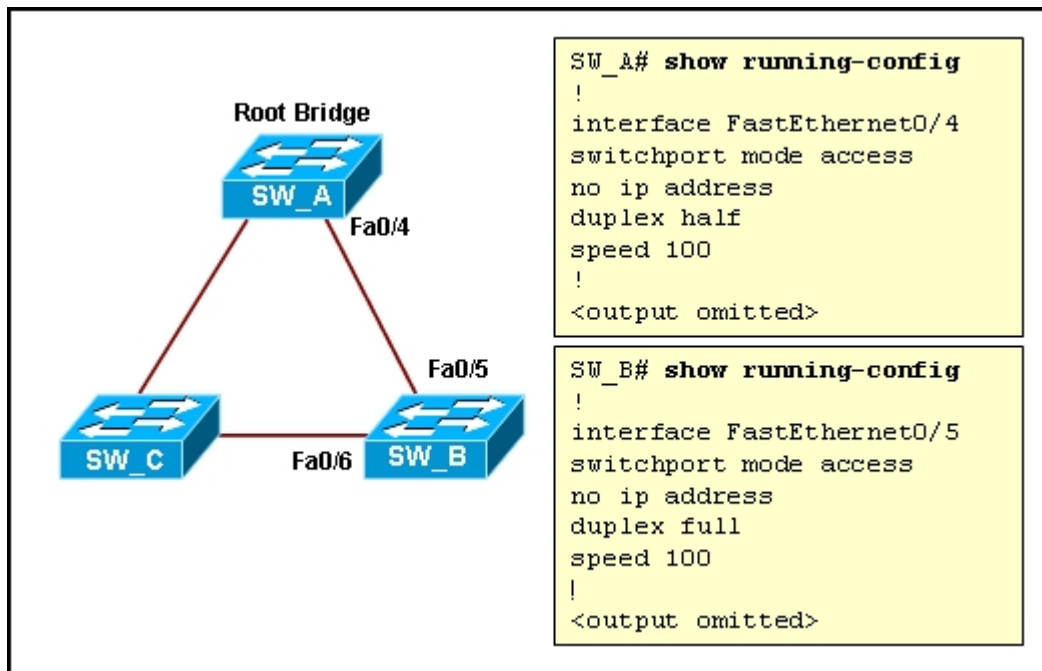 Root Bridge
SW_A
Fa0/4
Fa0/5
SW_C
Fa0/6
SW_B
SW_A# show running-config
!
interface FastEthernet0/4
switchport mode access
no ip address
duplex half
speed 100
!
<output omitted>
SW_B# show running-config
!
interface FastEthernet0/5
switchport mode access
no ip address
duplex full
speed 100
!
<output omitted>